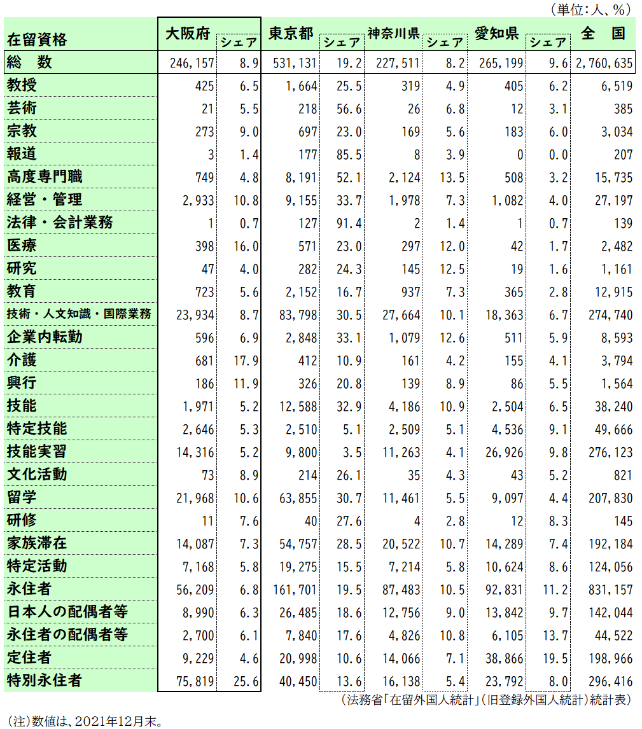 (単位:人、%)
在留資格 大阪府 シェア 東京都 シェア 神奈川県 シェア 愛知県 シェア 全 国
総 数 246,157 8.9 531,131 19.2 227,511 8.2 265,199 9.6 2,760,635
教授 425 6.5 1,664 25.5 319 4.9 405 6.2 6,519
芸術 21 5.5 218 56.6 26 6.8 12 3.1 385
宗教 273 9.0 697 23.0 169 5.6 183 6.0 3,034
報道 3 1.4 177 85.5 8 3.9 0 0.0 207
高度専門職 749 4.8 8,191 52.1 2,124 13.5 508 3.2 15,735
経営・管理 2,933 10.8 9,155 33.7 1,978 7.3 1,082 4.0 27,197
法律・会計業務 1 0.7 127 91.4 2 1.4 1 0.7 139
医療 398 16.0 571 23.0 297 12.0 42 1.7 2,482
研究 47 4.0 282 24.3 145 12.5 19 1.6 1,161
教育 723 5.6 2,152 16.7 937 7.3 365 2.8 12,915
技術・人文知識・国際業務 23,934 8.7 83,798 30.5 27,664 10.1 18,363 6.7 274,740
企業内転勤 596 6.9 2,848 33.1 1,079 12.6 511 5.9 8,593
介護 681 17.9 412 10.9 161 4.2 155 4.1 3,794
興行 186 11.9 326 20.8 139 8.9 86 5.5 1,564
技能 1,971 5.2 12,588 32.9 4,186 10.9 2,504 6.5 38,240
特定技能 2,646 5.3 2,510 5.1 2,509 5.1 4,536 9.1 49,666
技能実習 14,316 5.2 9,800 3.5 11,263 4.1 26,926 9.8 276,123
文化活動 73 8.9 214 26.1 35 4.3 43 5.2 821
留学 21,968 10.6 63,855 30.7 11,461 5.5 9,097 4.4 207,830
研修 11 7.6 40 27.6 4 2.8 12 8.3 145
家族滞在 14,087 7.3 54,757 28.5 20,522 10.7 14,289 7.4 192,184
特定活動 7,168 5.8 19,275 15.5 7,214 5.8 10,624 8.6 124,056
永住者 56,209 6.8 161,701 19.5 87,483 10.5 92,831 11.2 831,157
日本人の配偶者等 8,990 6.3 26,485 18.6 12,756 9.0 13,842 9.7 142,044
永住者の配偶者等 2,700 6.1 7,840 17.6 4,826 10.8 6,105 13.7 44,522
定住者 9,229 4.6 20,998 10.6 14,066 7.1 38,866 19.5 198,966
特別永住者 75,819 25.6 40,450 13.6 16,138 5.4 23,792 8.0 296,416
(法務省「在留外国人統計」(旧登録外国人統計)統計表)
(注)数値は、2021年12月末。